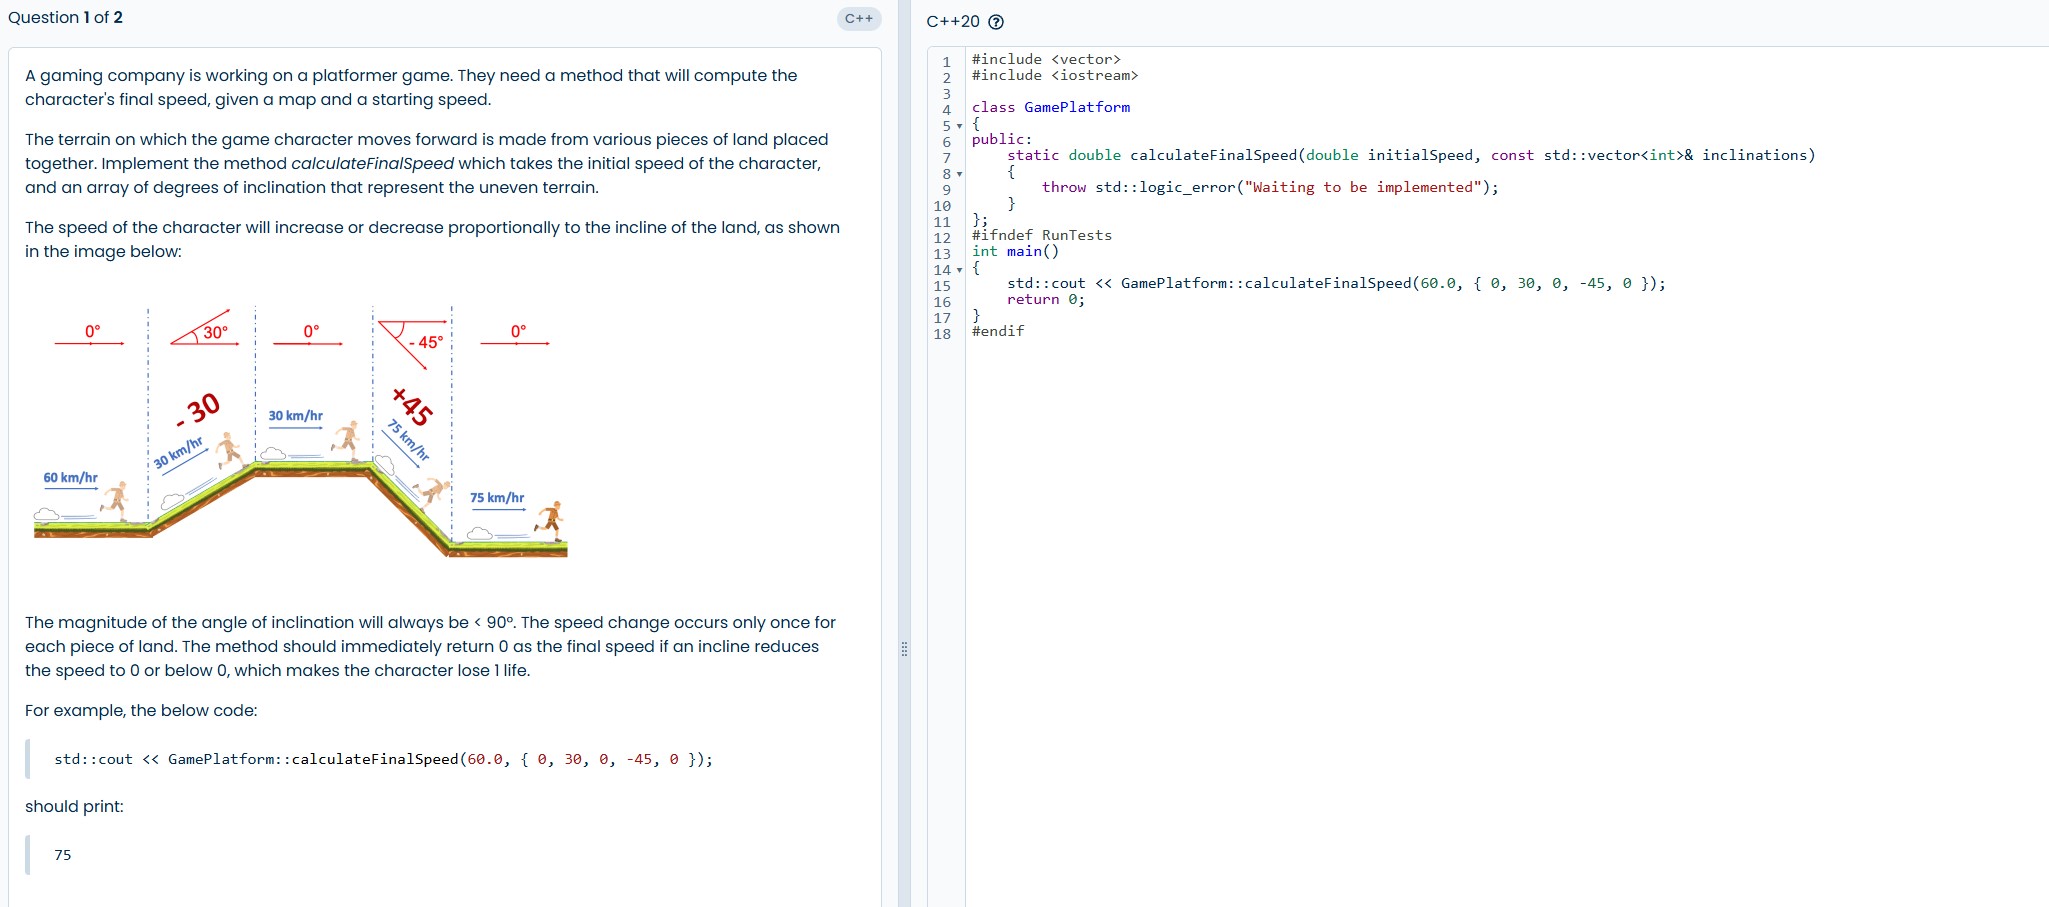 Question 1 of 2
C++
A gaming company is working on a platformer game. They need a method that will compute the
character's final speed, given a map and a starting speed.
The terrain on which the game character moves forward is made from various pieces of land placed
together. Implement the method calculateFinalSpeed which takes the initial speed of the character,
and an array of degrees of inclination that represent the uneven terrain.
The speed of the character will increase or decrease proportionally to the incline of the land, as shown
in the image below:
0°
30°
0°
- 45°
0°
- 30
+45
60 km/hr
30 km/hr
30 km/hr
75 km/hr
75 km/hr
The magnitude of the angle of inclination will always be < 90°. The speed change occurs only once for
each piece of land. The method should immediately return 0 as the final speed if an incline reduces
the speed to 0 or below 0, which makes the character lose 1 life.
For example, the below code:
std::cout << GamePlatform::calculateFinalSpeed(60.0, { 0, 30, 0, -45, 0 });
should print:
75
C++20 ?
1 #include <vector>
2 #include <iostream>
3
4 class GamePlatform
5 {
6 public:
7     static double calculateFinalSpeed(double initialSpeed, const std::vector<int>& inclinations)
8     {
9         throw std::logic_error("Waiting to be implemented");
10     }
11 };
12 #ifndef RunTests
13 int main()
14 {
15     std::cout << GamePlatform::calculateFinalSpeed(60.0, { 0, 30, 0, -45, 0 });
16     return 0;
17 }
18 #endif